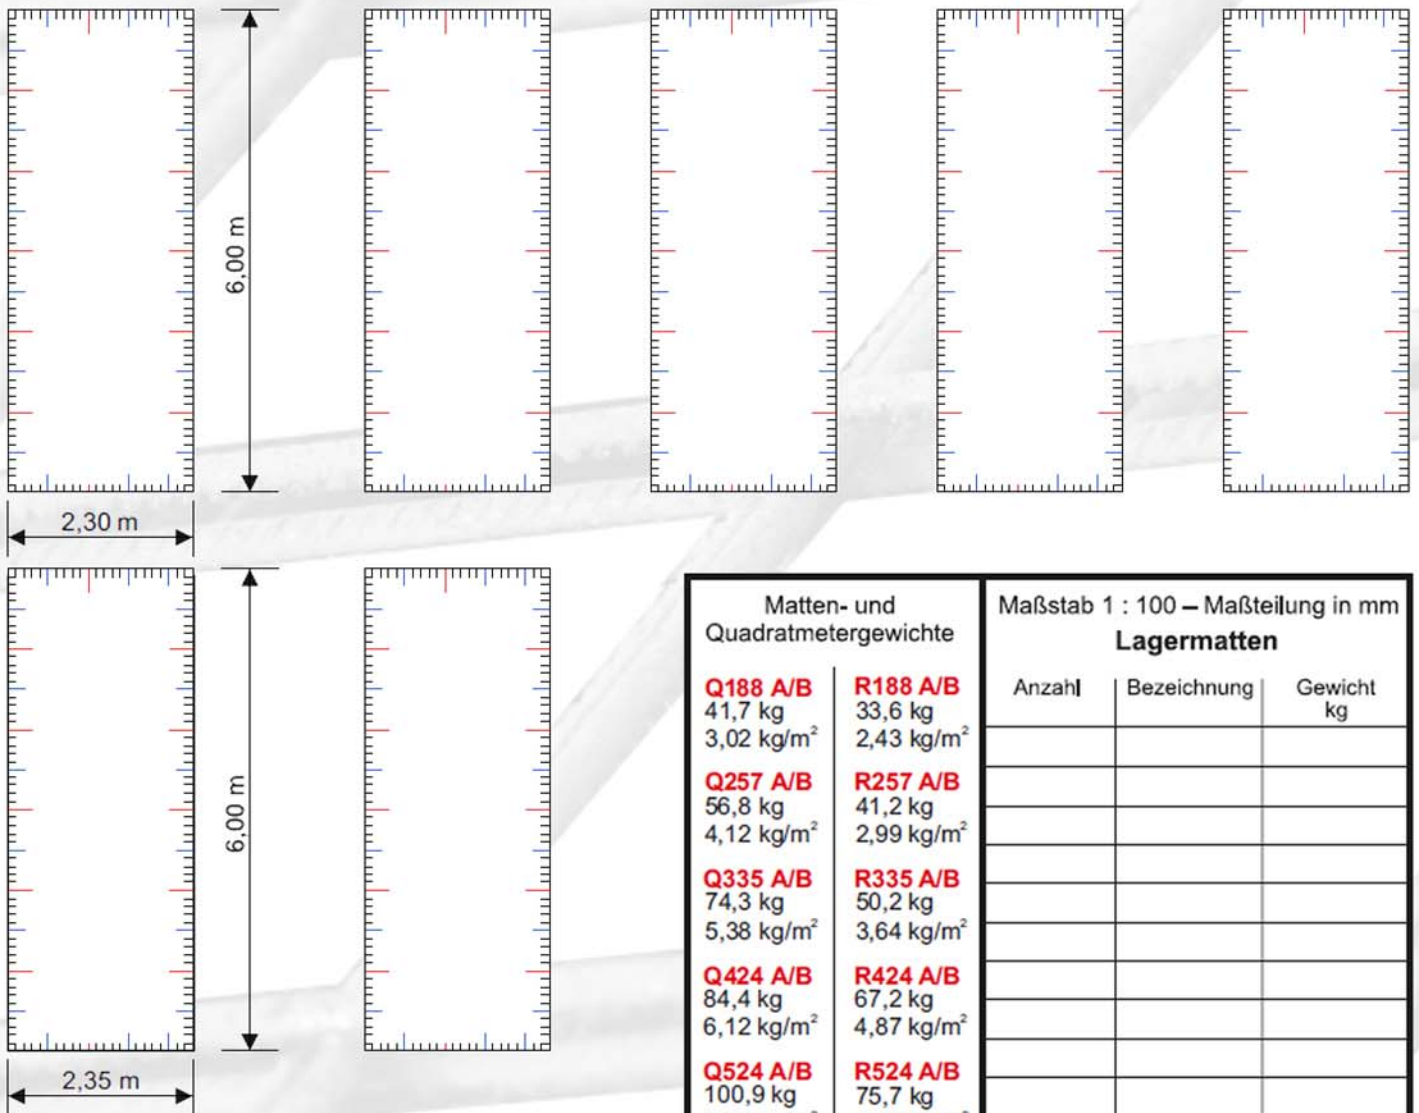 6,00 m
2,30 m
6,00 m
2,35 m
Matten- und
Quadratmetergewichte
Q188 A/B R188 A/B
41,7 kg 33,6 kg
3,02 kg/m² 2,43 kg/m²
Q257 A/B R257 A/B
56,8 kg 41,2 kg
4,12 kg/m² 2,99 kg/m²
Q335 A/B R335 A/B
74,3 kg 50,2 kg
5,38 kg/m² 3,64 kg/m²
Q424 A/B R424 A/B
84,4 kg 67,2 kg
6,12 kg/m² 4,87 kg/m²
Q524 A/B R524 A/B
100,9 kg 75,7 kg
Maßstab 1 : 100 – Maßteilung in mm
Lagermatten
Anzahl Bezeichnung Gewicht
kg